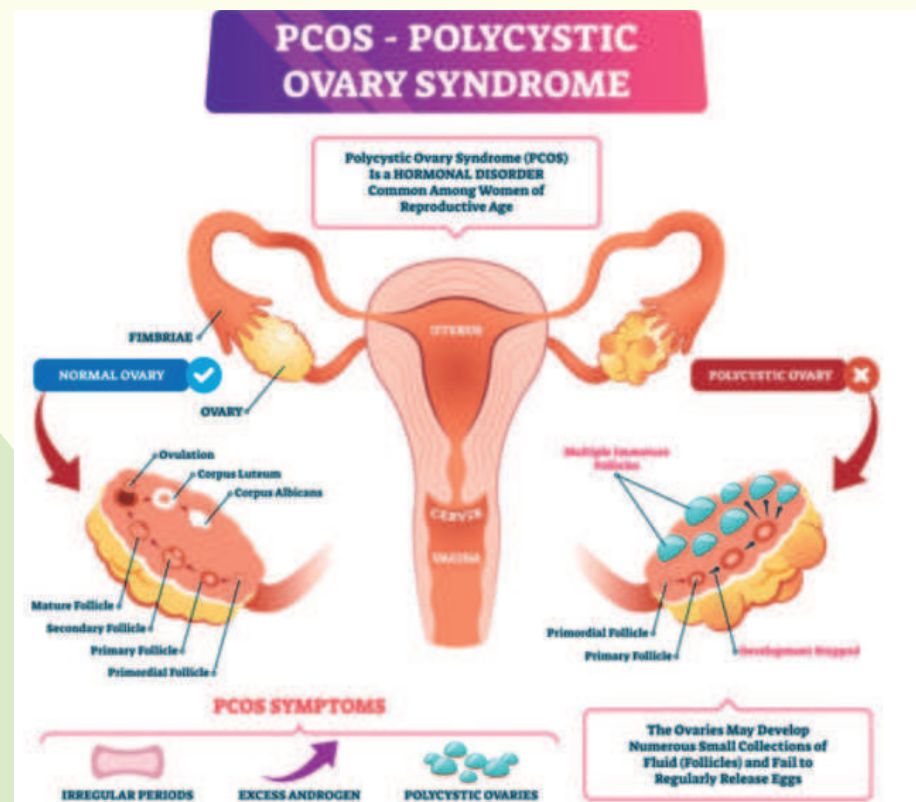 PCOS - POLYCYSTIC
OVARY SYNDROME
Polycystic Ovary Syndrome (PCOS)
Is a HORMONAL DISORDER
Common Among Women of
Reproductive Age
FIMBRIAE
UTERUS
NORMAL OVARY
POLYCYSTIC OVARY
OVARY
Ovulation
Corpus Luteum
Corpus Albicans
Multiple Immature
Follicles
CERVIX
VAGINA
Mature Follicle
Secondary Follicle
Primary Follicle
Primordial Follicle
Primordial Follicle
Primary Follicle
Development Stopped
PCOS SYMPTOMS
IRREGULAR PERIODS
EXCESS ANDROGEN
POLYCYSTIC OVARIES
The Ovaries May Develop
Numerous Small Collections of
Fluid (Follicles) and Fail to
Regularly Release Eggs